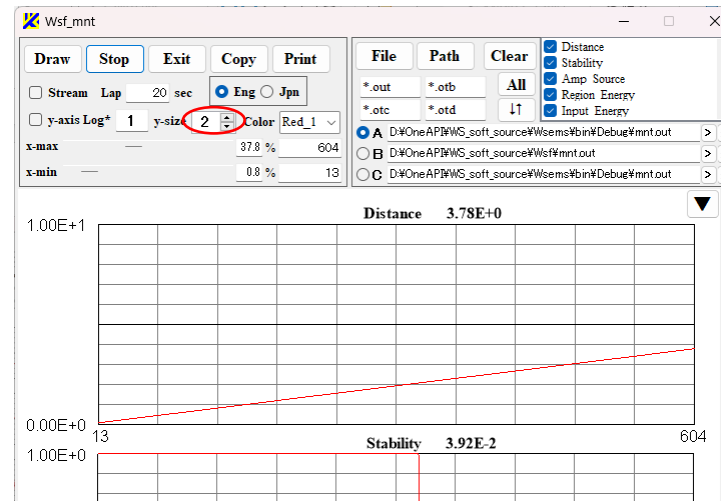 Wsf_mnt
Draw Stop Exit Copy Print
Stream Lap 20 sec Eng Jpn
y-axis Log* 1 y-size 2 Color Red_1
x-max 37.8 % 604
x-min 0.8 % 13
File Path Clear
*.out *.otb All
*.otc *.otd ↓↑
Distance
Stability
Amp Source
Region Energy
Input Energy
A D:¥OneAPI¥WS_soft_source¥Wsems¥bin¥Debug¥mnt.out >
B D:¥OneAPI¥WS_soft_source¥Wsf¥mnt.out >
C D:¥OneAPI¥WS_soft_source¥Wsems¥bin¥Debug¥mnt.out >
▼
Distance 3.78E+0
1.00E+1
0.00E+0
13 604
Stability 3.92E-2
1.00E+0